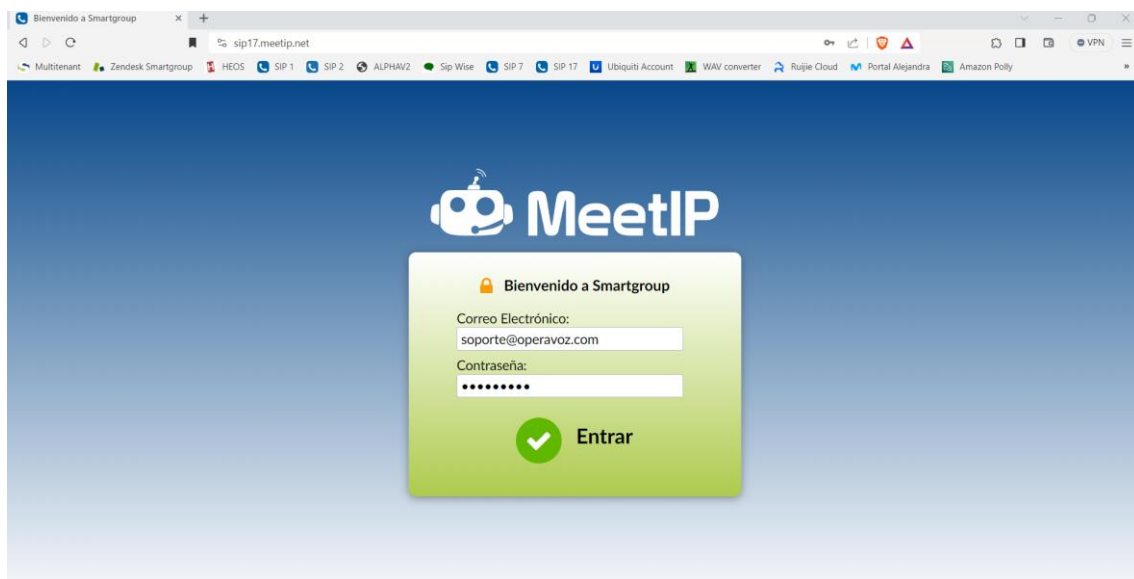 Bienvenido a Smartgroup
sip17.meetip.net
VPN
Multitenant Zendesk Smartgroup HEOS SIP 1 SIP 2 ALPHAV2 Sip Wise SIP 7 SIP 17 Ubiquiti Account WAV converter Ruijie Cloud Portal Alejandra Amazon Polly »
MeetIP
Bienvenido a Smartgroup
Correo Electrónico:
soporte@operavoz.com
Contraseña:
•••••••••
Entrar